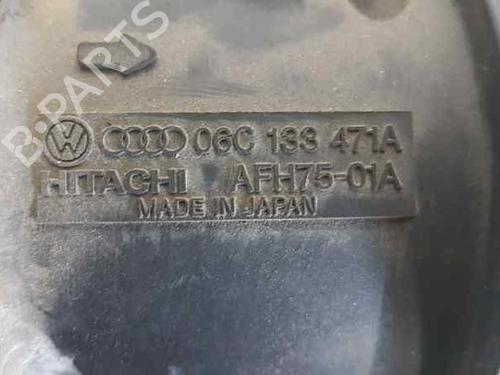 B-PARTS
06C 133 471A
HITACHI AFH75-01A
MADE IN JAPAN